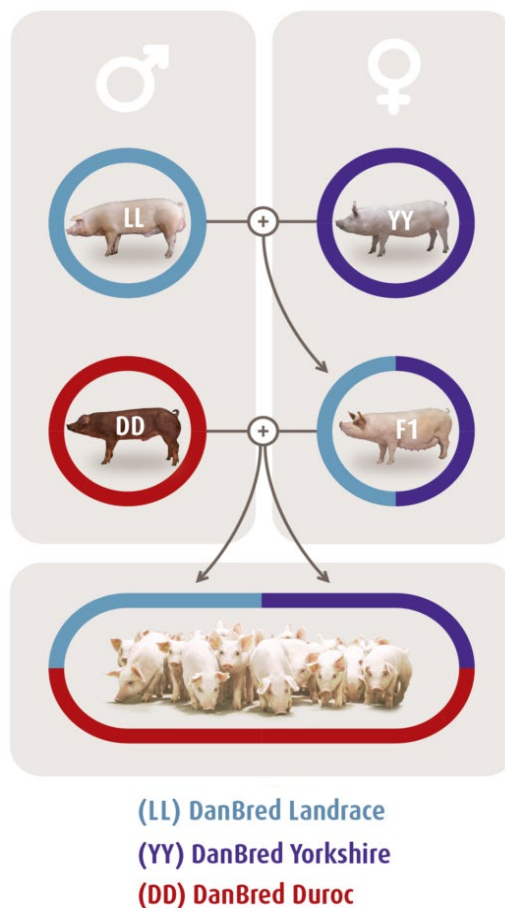 LL
YY
DD
F1
(LL) DanBred Landrace
(YY) DanBred Yorkshire
(DD) DanBred Duroc